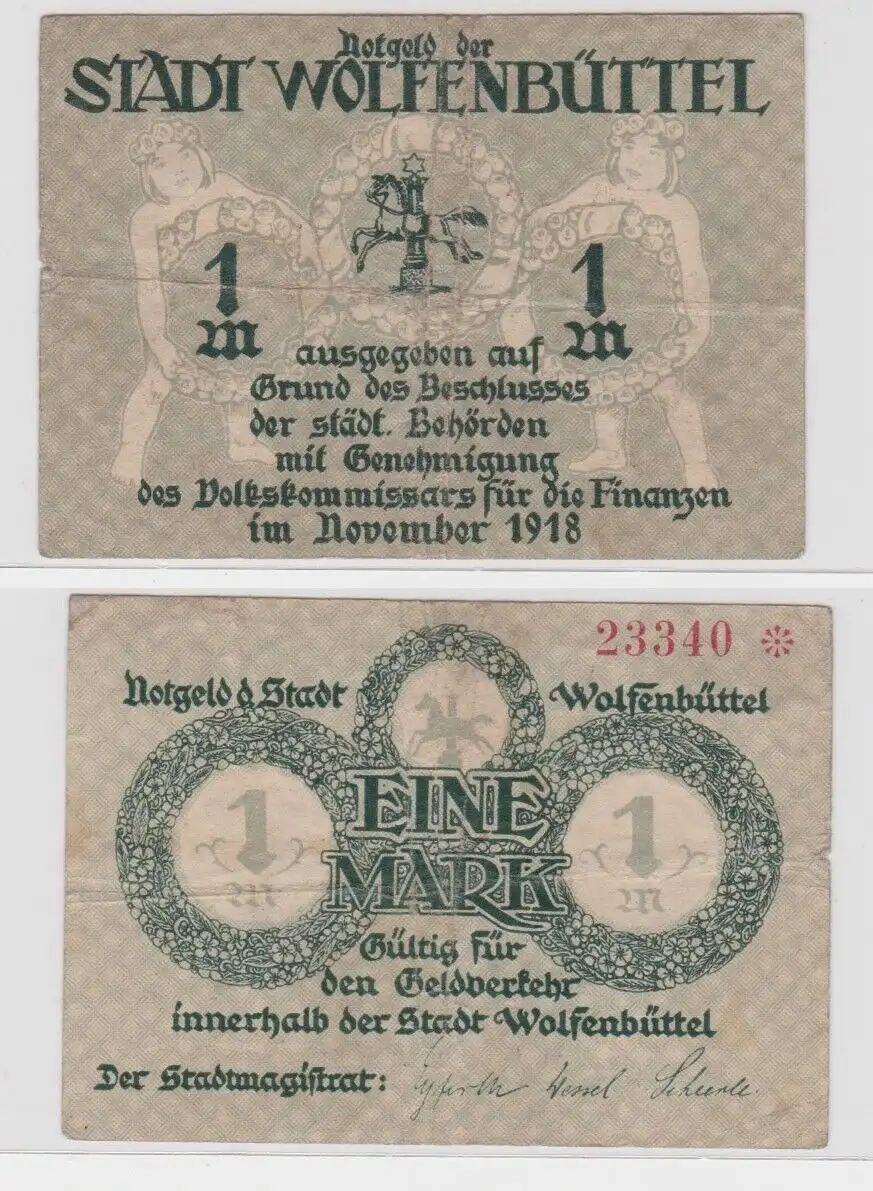 Notgeld der
STADT WOLFENBÜTTEL
1 1
M M
ausgegeben auf
Grund des Beschlusses
der städt. Behörden
mit Genehmigung
des Volkskommissars für die Finanzen
im November 1918
23340
Notgeld d Stadt Wolfenbüttel
EINE
1 1
MARK
M M
Gültig für
den Geldverkehr
innerhalb der Stadt Wolfenbüttel
Der Stadtmagistrat: Wessel